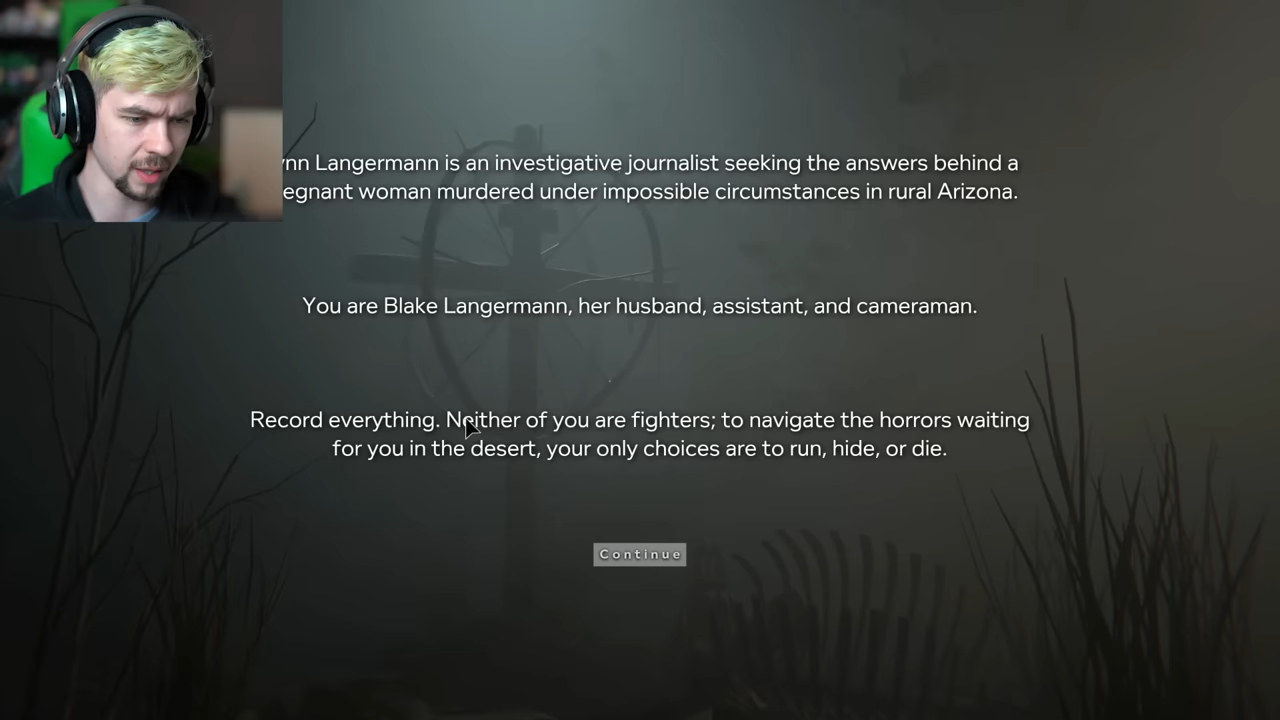 Langermann is an investigative journalist seeking the answers behind a
woman murdered under impossible circumstances in rural Arizona.
You are Blake Langermann, her husband, assistant, and cameraman.
Record everything. Neither of you are fighters; to navigate the horrors waiting
for you in the desert, your only choices are to run, hide, or die.
Continue